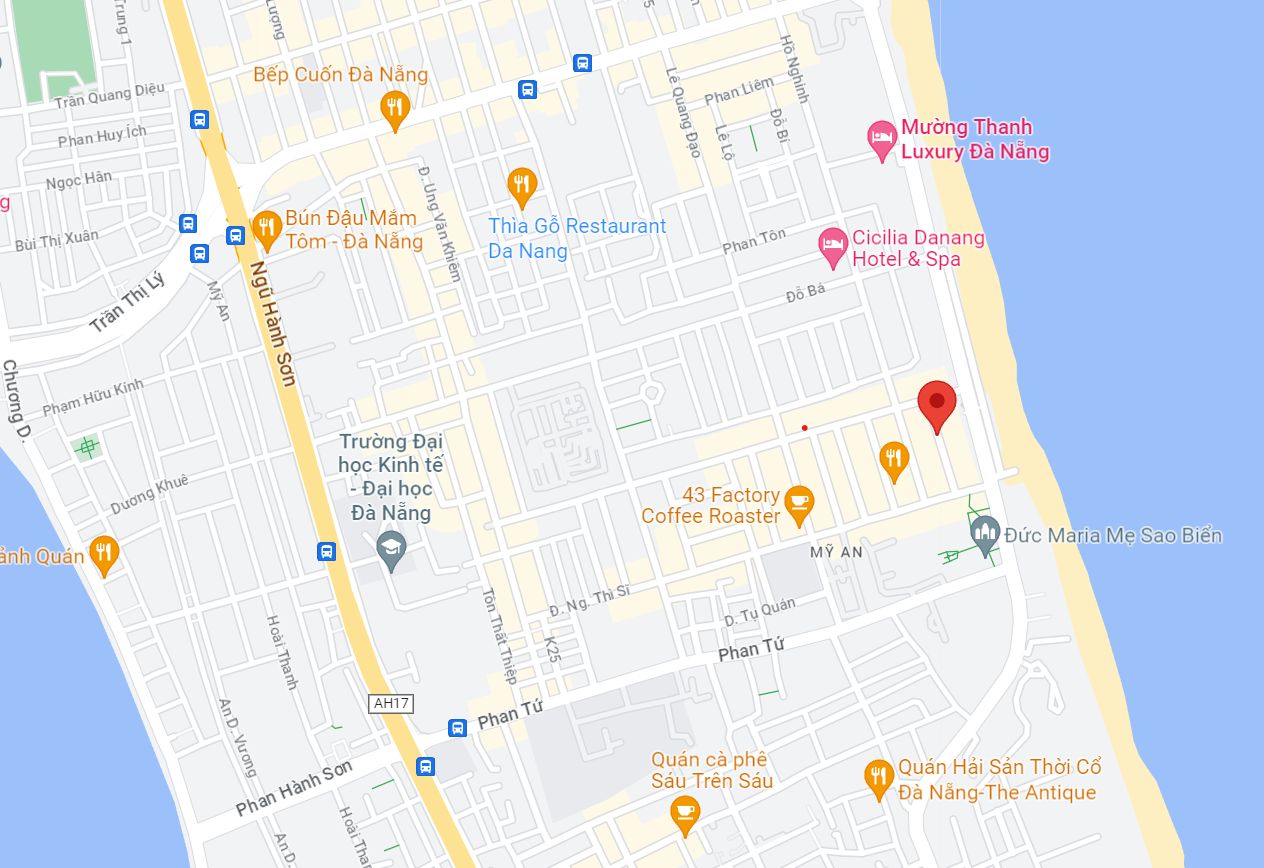 Trung 1
Lượng
Trần Quang Diệu
Phan Huy Ích
Ngọc Hân
Bùi Thị Xuân
Bếp Cuốn Đà Nẵng
Lê Quang Đạo
Phan Liêm
Hồ Nghinh
Đỗ Bí
Lê Lộ
Mường Thanh
Luxury Đà Nẵng
Đ. Ung Văn Khiêm
Bún Đậu Mắm
Tôm - Đà Nẵng
Thìa Gỗ Restaurant
Da Nang
Phan Tôn
Cicilia Danang
Hotel & Spa
Đỗ Bá
Trần Thị Lý
Mỹ An
Ngũ Hành Sơn
Chương D.
Phạm Hữu Kính
Dương Khuê
Trường Đại
học Kinh tế
- Đại học
Đà Nẵng
43 Factory
Coffee Roaster
MỸ AN
Đức Maria Mẹ Sao Biển
ảnh Quán
Đ. Ng. Thì Sĩ
D. Tụ Quán
Tôn Thất Thiệp
K25
Phan Tứ
Phan Tứ
Hoài Thanh
An D. Vương
AH17
Phan Hành Sơn
An D.
Hoài Tha
Quán cà phê
Sáu Trên Sáu
Quán Hải Sản Thời Cổ
Đà Nẵng-The Antique